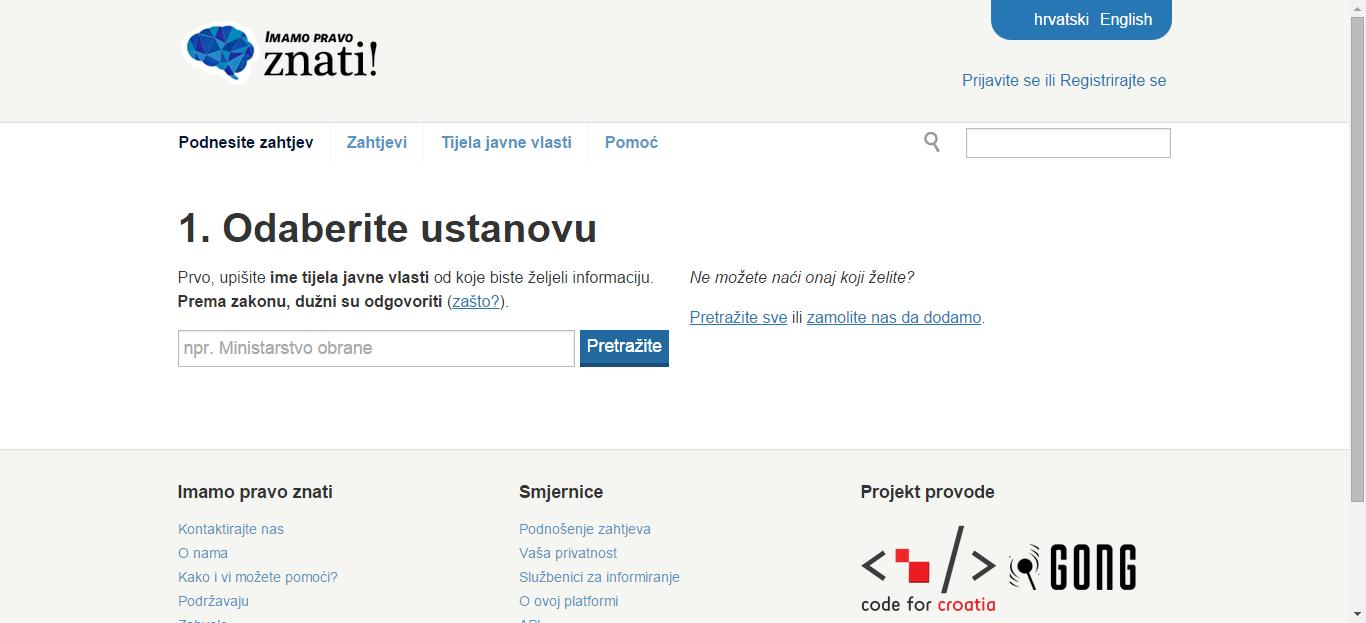 Imamo pravo
znati!
hrvatski English
Prijavite se ili Registrirajte se
Podnesite zahtjev
Zahtjevi
Tijela javne vlasti
Pomoć
1. Odaberite ustanovu
Prvo, upišite ime tijela javne vlasti od koje biste željeli informaciju.
Prema zakonu, dužni su odgovoriti (zašto?).
npr. Ministarstvo obrane
Pretražite
Ne možete naći onaj koji želite?
Pretražite sve ili zamolite nas da dodamo.
Imamo pravo znati
Kontaktirajte nas
O nama
Kako i vi možete pomoći?
Podržavaju
Smjernice
Podnošenje zahtjeva
Vaša privatnost
Službenici za informiranje
O ovoj platformi
Projekt provode
code for croatia
GONG